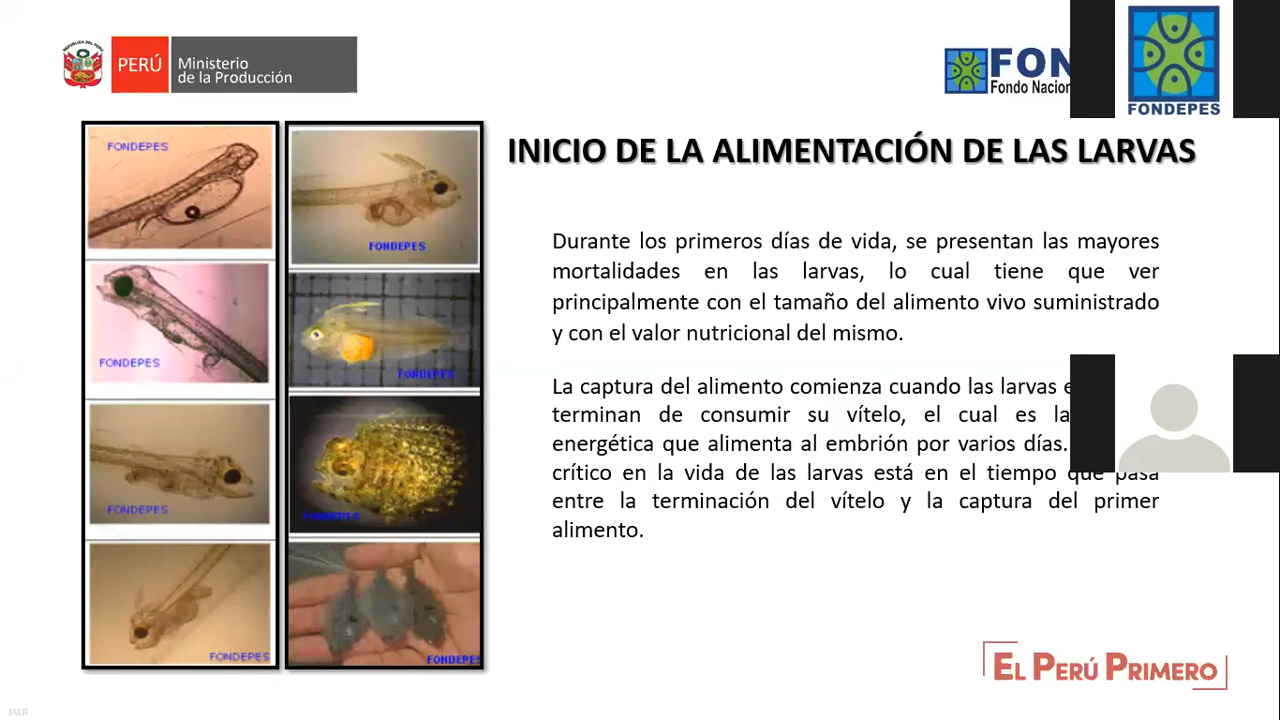 PERÚ
Ministerio
de la Producción
Fondo
FONDEPES
INICIO DE LA ALIMENTACIÓN DE LAS LARVAS
FONDEPES
FONDEPES
FONDEPES
FONDEPES
FONDEPES
FONDEPES
FONDEPES
FONDEPES
Durante los primeros días de vida, se presentan las mayores
mortalidades en las larvas, lo cual tiene que ver
principalmente con el tamaño del alimento vivo suministrado
y con el valor nutricional del mismo.
La captura del alimento comienza cuando las larvas
terminan de consumir su vítelo, el cual es la
energética que alimenta al embrión por varios días.
crítico en la vida de las larvas está en el tiempo que pasa
entre la terminación del vítelo y la captura del primer
alimento.
EL PERÚ PRIMERO
JALR